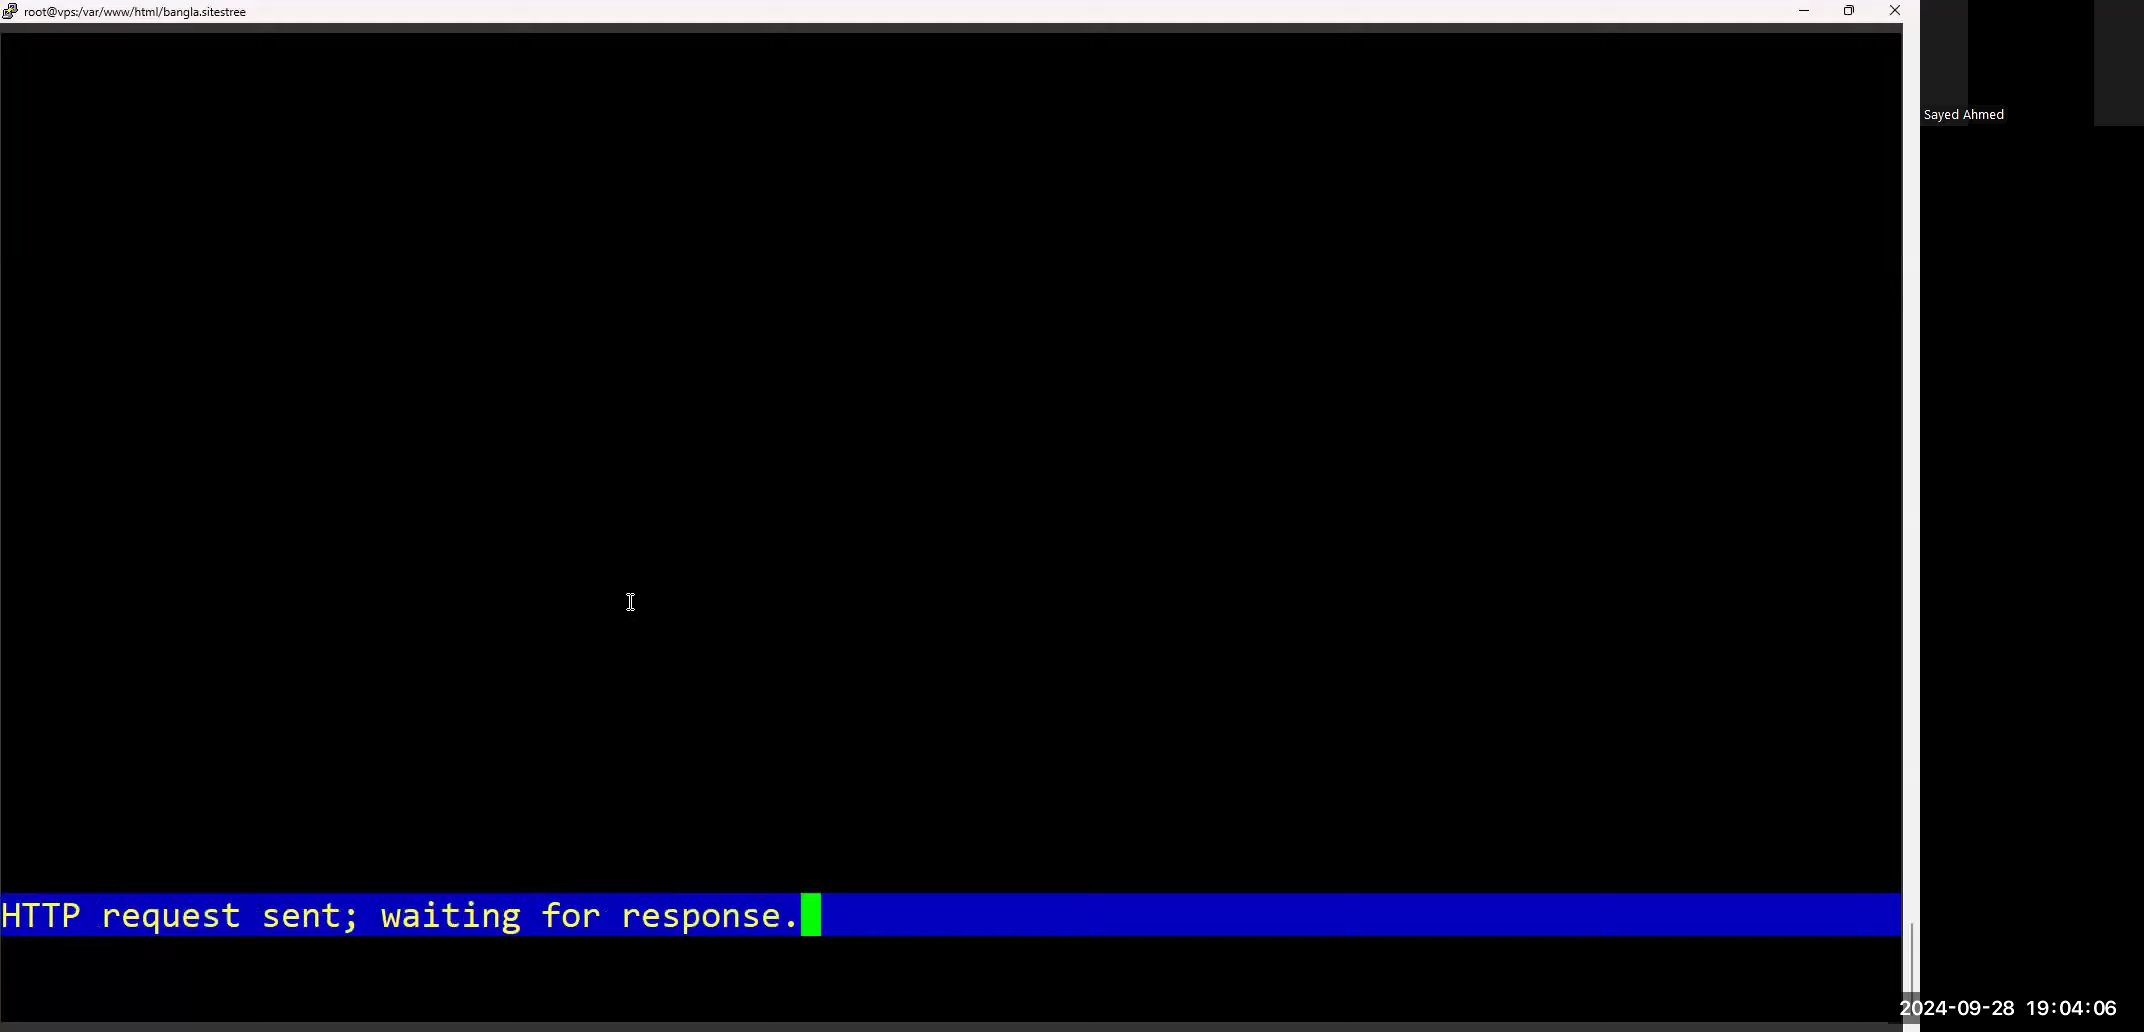 root@vps:/var/www/html/bangla.sitestree
Sayed Ahmed
HTTP request sent; waiting for response.
2024-09-28 19:04:06